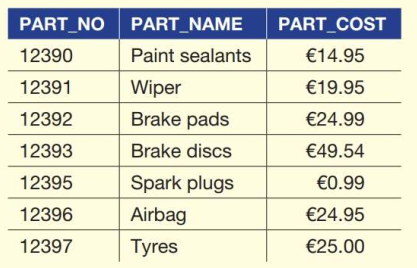 PART_NO PART_NAME PART_COST
12390 Paint sealants €14.95
12391 Wiper €19.95
12392 Brake pads €24.99
12393 Brake discs €49.54
12395 Spark plugs €0.99
12396 Airbag €24.95
12397 Tyres €25.00